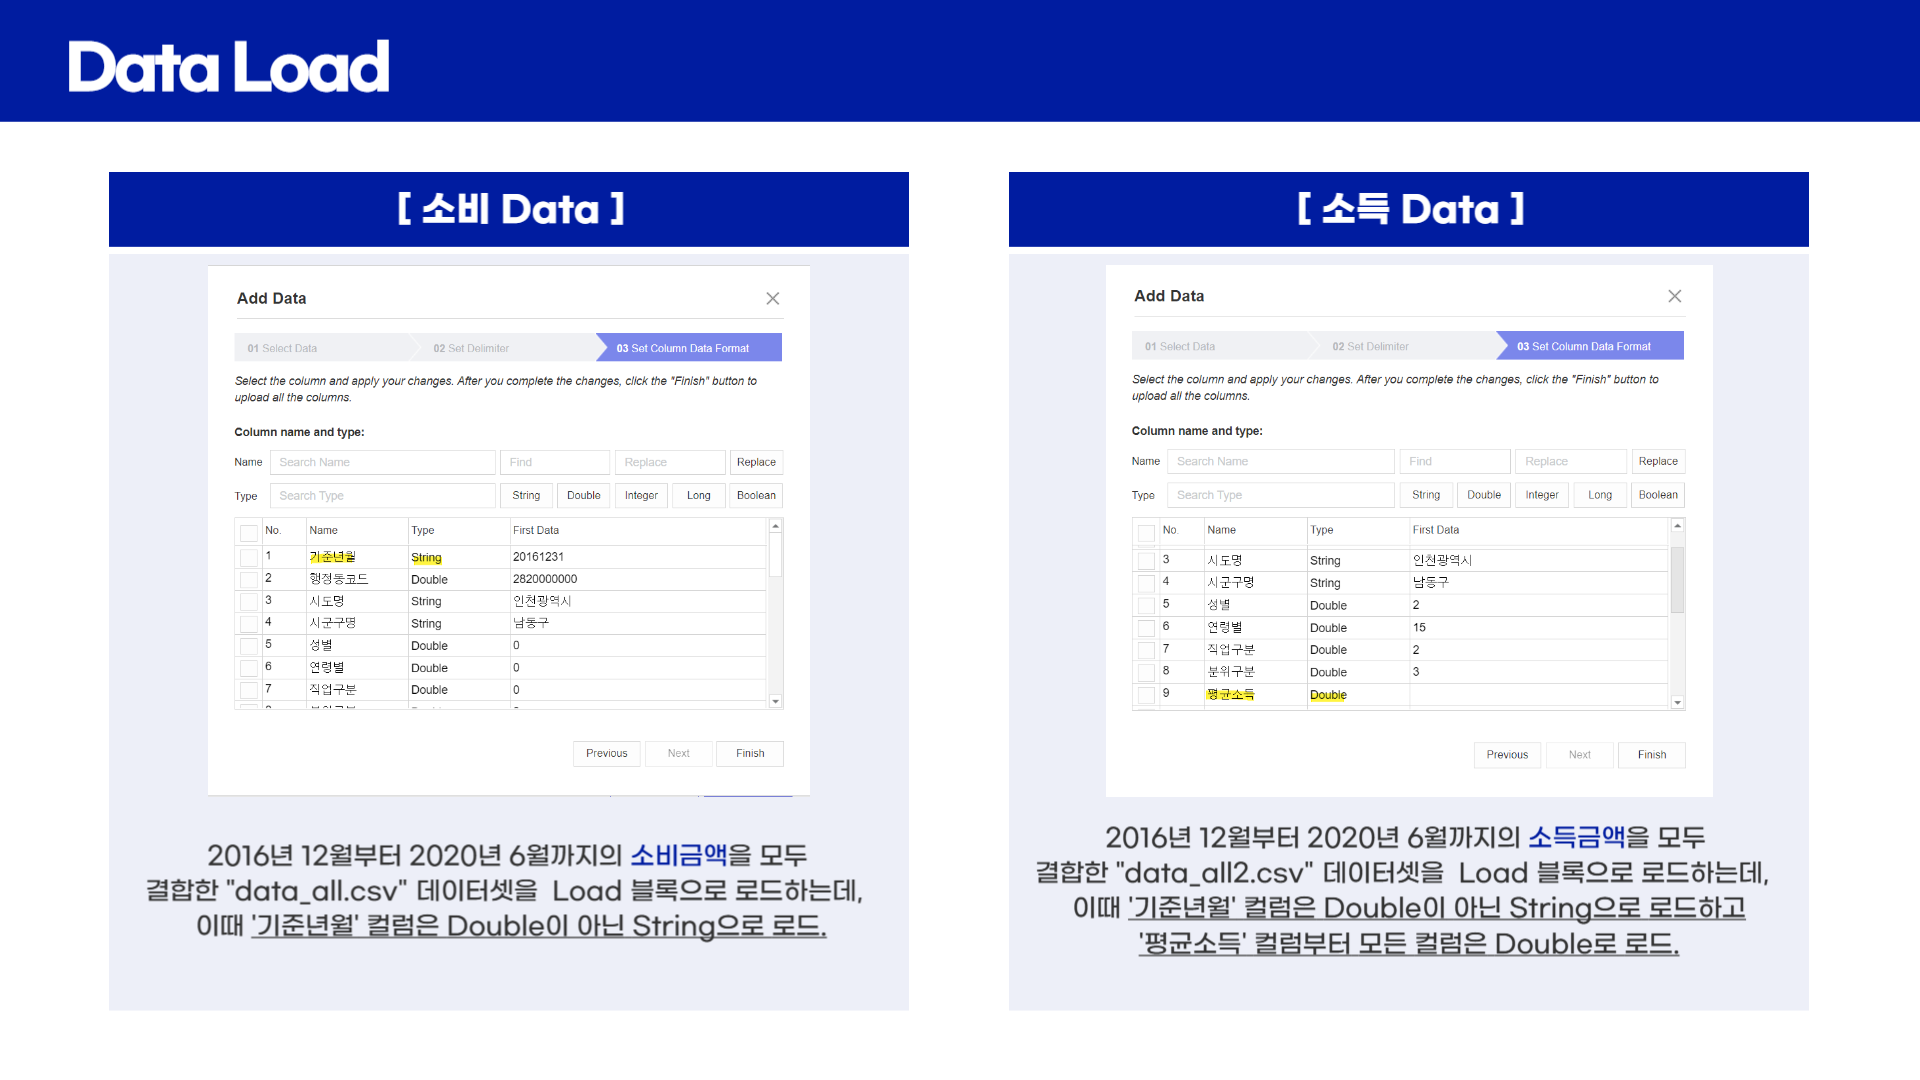 Data Load
[ 소비 Data ]
Add Data
01 Select Data
02 Set Delimiter
03 Set Column Data Format
Select the column and apply your changes. After you complete the changes, click the "Finish" button to
upload all the columns.
Column name and type:
Name Search Name Find Replace Replace
Type Search Type String Double Integer Long Boolean
No. Name Type First Data
1 기준년월 String 20161231
2 행정동코드 Double 2820000000
3 시도명 String 인천광역시
4 시군구명 String 남동구
5 성별 Double 0
6 연령별 Double 0
7 직업구분 Double 0
Previous Next Finish
2016년 12월부터 2020년 6월까지의 소비금액을 모두
결합한 "data_all.csv" 데이터셋을 Load 블록으로 로드하는데,
이때 '기준년월' 컬럼은 Double이 아닌 String으로 로드.
[ 소득 Data ]
Add Data
01 Select Data
02 Set Delimiter
03 Set Column Data Format
Select the column and apply your changes. After you complete the changes, click the "Finish" button to
upload all the columns.
Column name and type:
Name Search Name Find Replace Replace
Type Search Type String Double Integer Long Boolean
No. Name Type First Data
3 시도명 String 인천광역시
4 시군구명 String 남동구
5 성별 Double 2
6 연령별 Double 15
7 직업구분 Double 2
8 분위구분 Double 3
9 평균소득 Double
Previous Next Finish
2016년 12월부터 2020년 6월까지의 소득금액을 모두
결합한 "data_all2.csv" 데이터셋을 Load 블록으로 로드하는데,
이때 '기준년월' 컬럼은 Double이 아닌 String으로 로드하고
'평균소득' 컬럼부터 모든 컬럼은 Double로 로드.